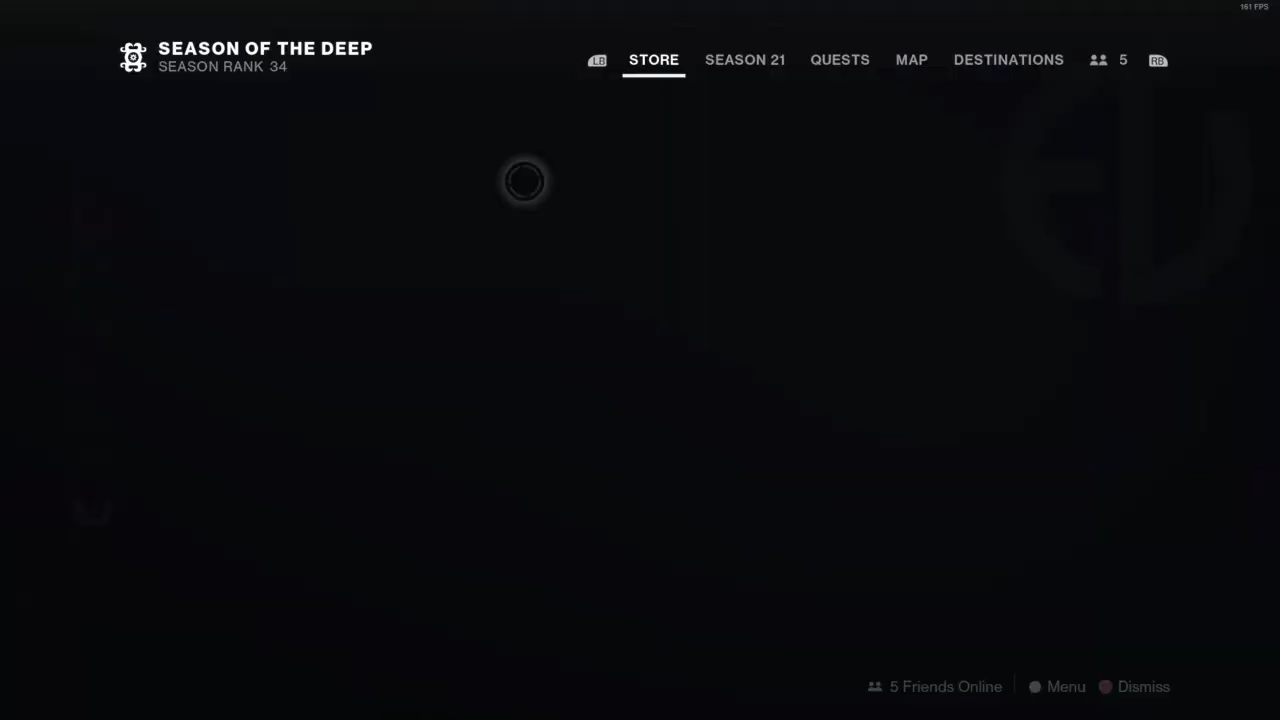 161 FPS
SEASON OF THE DEEP
SEASON RANK 34
LB STORE SEASON 21 QUESTS MAP DESTINATIONS 5 RB
5 Friends Online Menu Dismiss